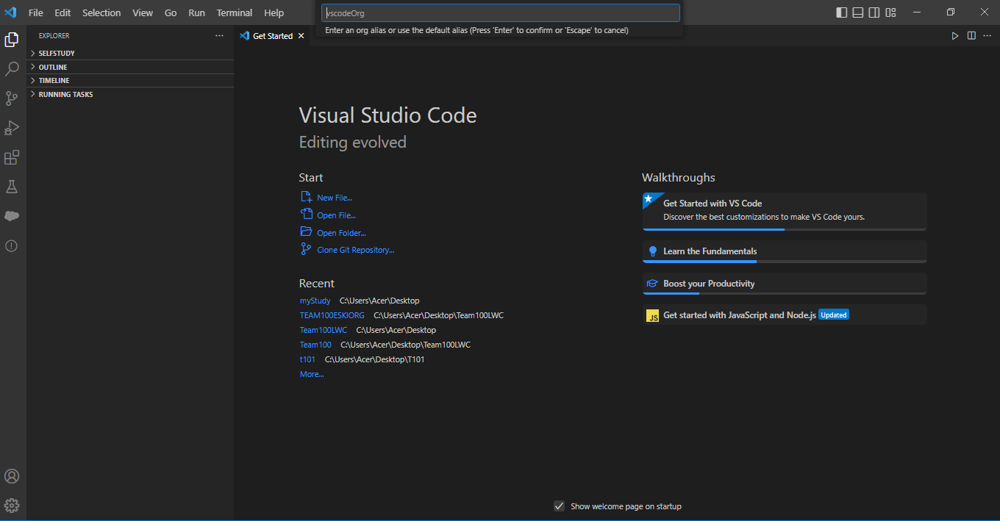 File Edit Selection View Go Run Terminal Help
vscodeOrg
Enter an org alias or use the default alias (Press 'Enter' to confirm or 'Escape' to cancel)
EXPLORER
Get Started
SELFSTUDY
OUTLINE
TIMELINE
RUNNING TASKS
Visual Studio Code
Editing evolved
Start
New File...
Open File...
Open Folder...
Clone Git Repository...
Recent
myStudy C:\Users\Acer\Desktop
TEAM100ESKIORG C:\Users\Acer\Desktop\Team100LWC
Team100LWC C:\Users\Acer\Desktop
Team100 C:\Users\Acer\Desktop\Team100LWC
t101 C:\Users\Acer\Desktop\T101
More...
Walkthroughs
Get Started with VS Code
Discover the best customizations to make VS Code yours.
Learn the Fundamentals
Boost your Productivity
JS Get started with JavaScript and Node.js Updated
Show welcome page on startup